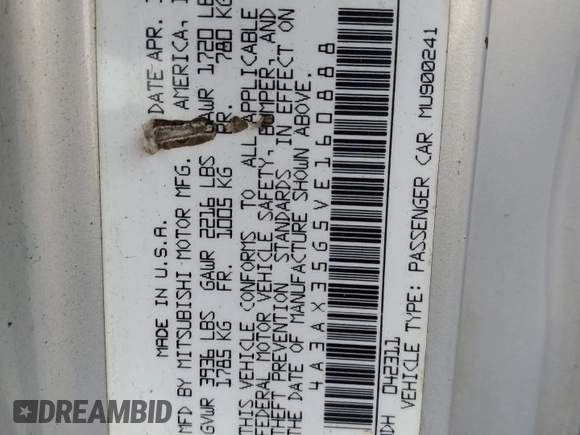 MADE IN U.S.A. DATE APR.
MFD BY MITSUBISHI MOTOR MFG. AMERICA,
GVWR 3936 LBS GAWR 2216 LBS GAWR 1720 LB
1785 KG FR. 1005 KG RR. 780 KG
THIS VEHICLE CONFORMS TO ALL APPLICABLE
FEDERAL MOTOR VEHICLE SAFETY, BUMPER, AND
THEFT PREVENTION STANDARDS IN EFFECT ON
THE DATE OF MANUFACTURE SHOWN ABOVE.
4A3AX35G5VE160888
IDH 042311
VEHICLE TYPE: PASSENGER CAR MU900241
DREAMBID